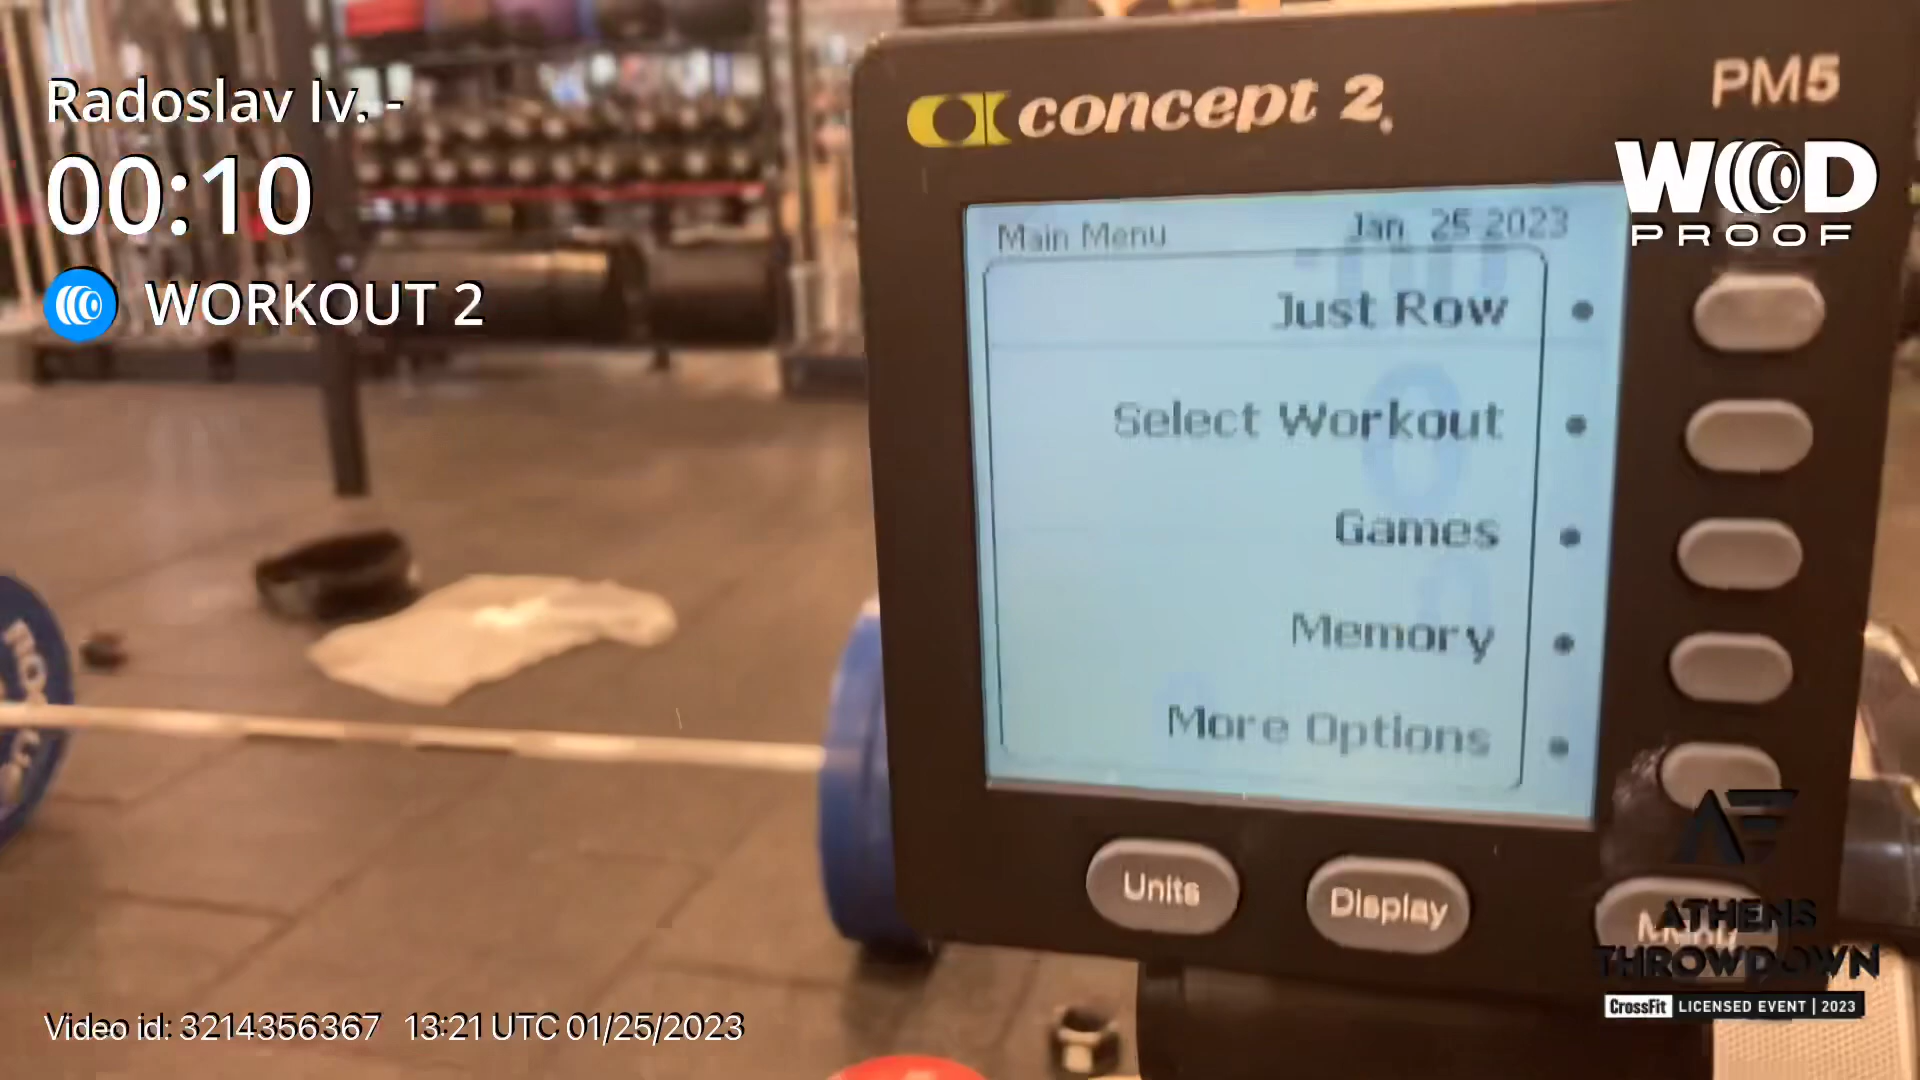 Radoslav Iv. -
00:10
WORKOUT 2
concept 2
PM5
WOD
PROOF
Main Menu
Jan 25 2023
Just Row
Select Workout
Games
Memory
More Options
Units
Display
ATHENS
THROWDOWN
CrossFit LICENSED EVENT | 2023
Video id: 3214356367 13:21 UTC 01/25/2023